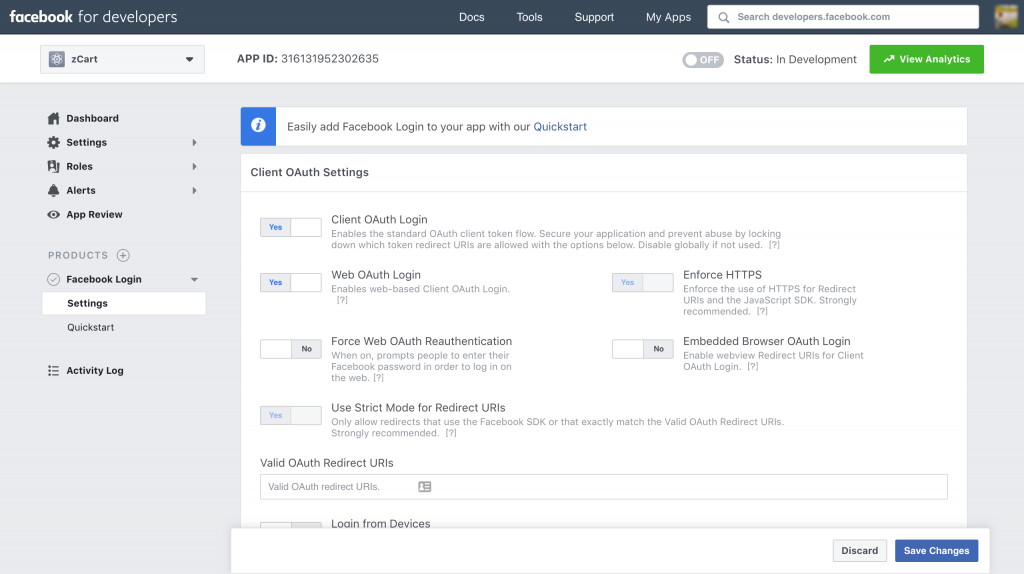 facebook for developers
Docs
Tools
Support
My Apps
Search developers.facebook.com
zCart
APP ID: 316131952302635
OFF
Status: In Development
View Analytics
Dashboard
Settings
Roles
Alerts
App Review
PRODUCTS
Facebook Login
Settings
Quickstart
Activity Log
Easily add Facebook Login to your app with our Quickstart
Client OAuth Settings
Yes
Client OAuth Login
Enables the standard OAuth client token flow. Secure your application and prevent abuse by locking
down which token redirect URIs are allowed with the options below. Disable globally if not used. [?]
Yes
Web OAuth Login
Enables web-based Client OAuth Login.
[?]
Yes
Enforce HTTPS
Enforce the use of HTTPS for Redirect
URIs and the JavaScript SDK. Strongly
recommended. [?]
No
Force Web OAuth Reauthentication
When on, prompts people to enter their
Facebook password in order to log in on
the web. [?]
No
Embedded Browser OAuth Login
Enable webview Redirect URIs for Client
OAuth Login. [?]
Yes
Use Strict Mode for Redirect URIs
Only allow redirects that use the Facebook SDK or that exactly match the Valid OAuth Redirect URIs.
Strongly recommended. [?]
Valid OAuth Redirect URIs
Valid OAuth redirect URIs.
Login from Devices
Discard
Save Changes